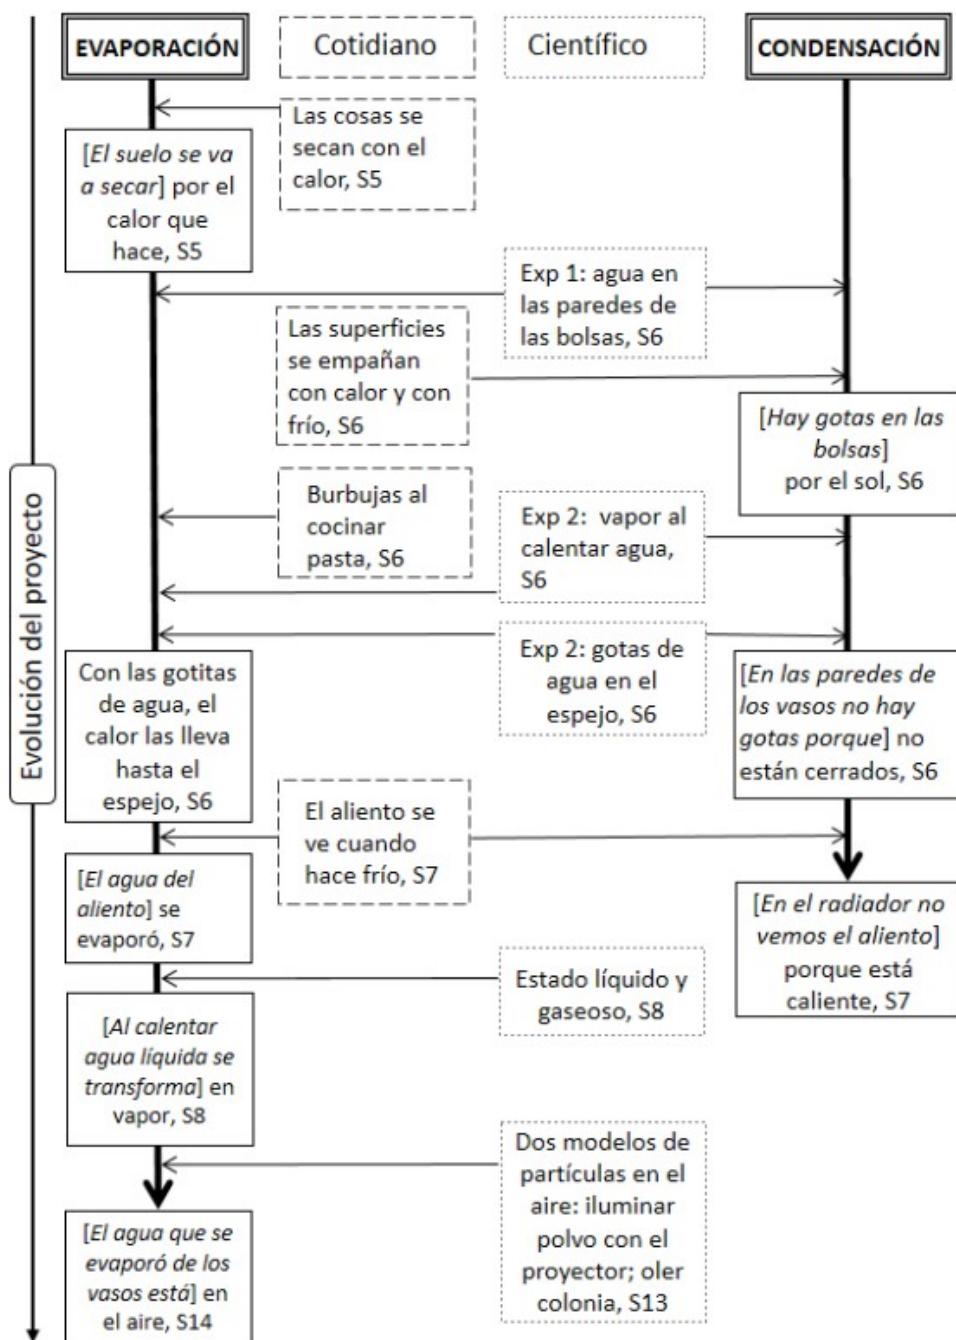 EVAPORACIÓN
Cotidiano
Científico
CONDENSACIÓN
Las cosas se
secan con el
calor, S5
[El suelo se va
a secar] por el
calor que
hace, S5
Exp 1: agua en
las paredes de
las bolsas, S6
Las superficies
se empañan
con calor y con
frío, S6
[Hay gotas en las
bolsas]
por el sol, S6
Burbujas al
cocinar
pasta, S6
Exp 2: vapor al
calentar agua,
S6
Evolución del proyecto
Exp 2: gotas de
agua en el
espejo, S6
Con las gotitas
de agua, el
calor las lleva
hasta el
espejo, S6
[En las paredes de
los vasos no hay
gotas porque] no
están cerrados, S6
El aliento se
ve cuando
hace frío, S7
[El agua del
aliento] se
evaporó, S7
[En el radiador no
vemos el aliento]
porque está
caliente, S7
Estado líquido y
gaseoso, S8
[Al calentar
agua líquida se
transforma] en
vapor, S8
Dos modelos de
partículas en el
aire: iluminar
polvo con el
proyector; oler
colonia, S13
[El agua que se
evaporó de los
vasos está] en
el aire, S14